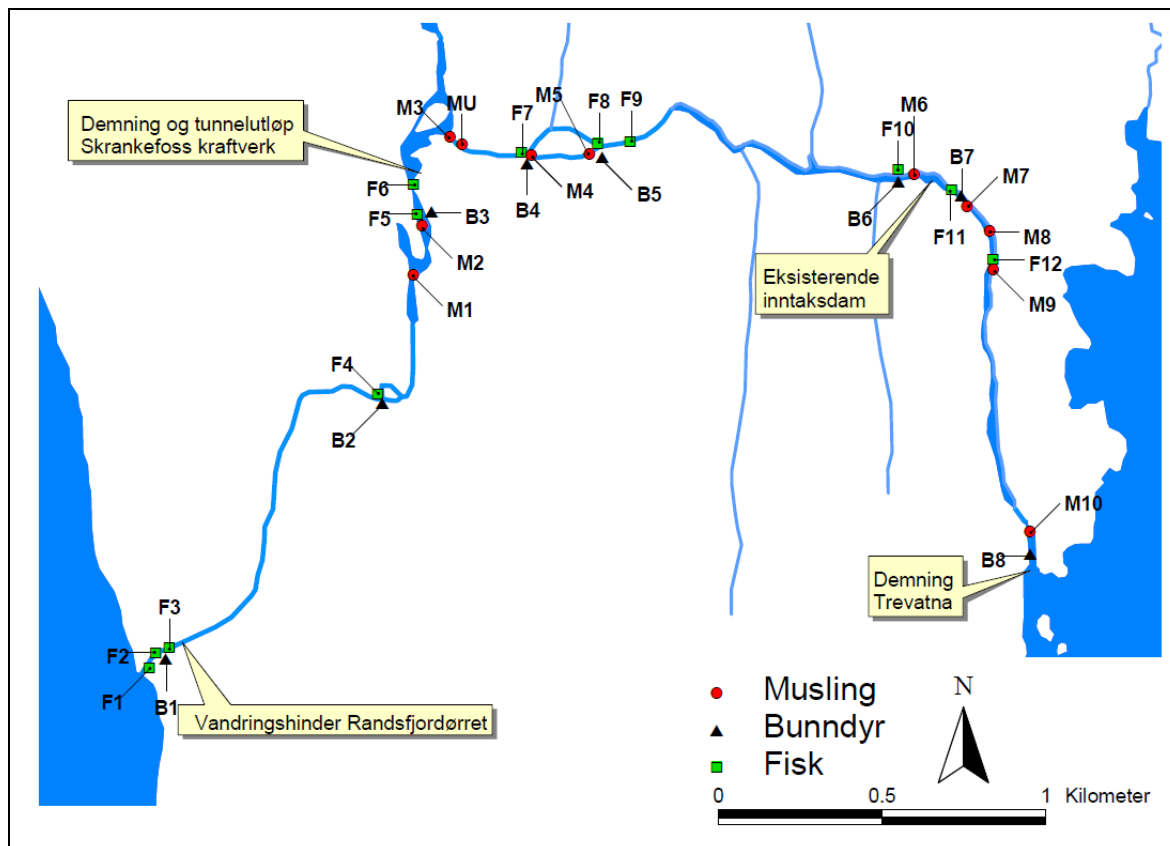 Demning og tunnelutløp
Skrankefoss kraftverk
M3
MU
F7
M5
F8
F9
M6
F10
B7
M7
F6
F5
B3
M4
B4
B5
B6
F11
M8
M2
F12
M9
M1
Eksisterende
inntaksdam
F4
B2
M10
B8
Demning
Trevatna
F3
F2
F1
B1
Vandringshinder Randsfjordørret
Musling
Bunndyr
Fisk
N
0
0.5
1
Kilometer